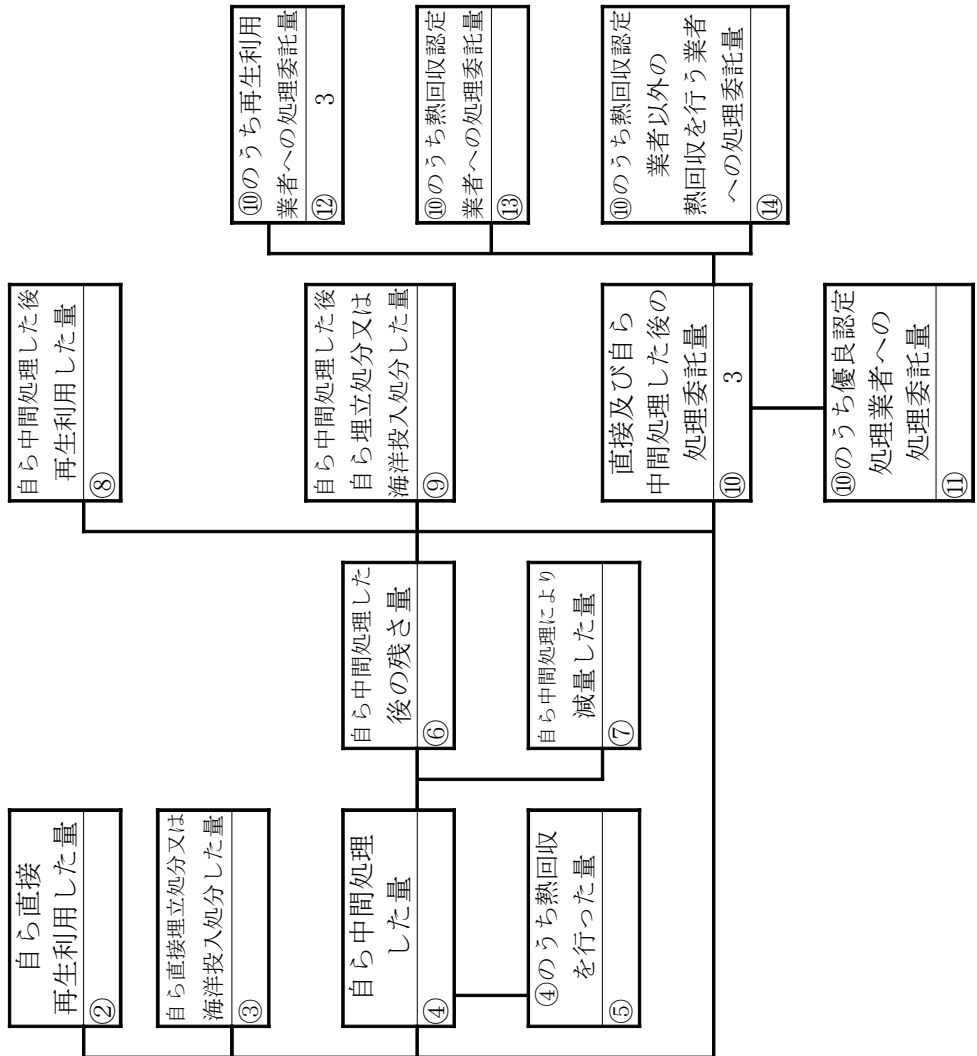 自ら直接
再生利用した量
②
自ら直接埋立処分又は
海洋投入処分した量
③
自ら中間処理
した量
④
④のうち熱回収
を行った量
⑤
自ら中間処理した
後の残さ量
⑥
自ら中間処理により
減量した量
⑦
自ら中間処理した後
再生利用した量
⑧
自ら中間処理した後
自ら埋立処分又は
海洋投入処分した量
⑨
直接及び自ら
中間処理した後の
処理委託量
⑩ 3
⑩のうち優良認定
処理業者への
処理委託量
⑪
⑩のうち再生利用
業者への処理委託量
⑫ 3
⑩のうち熱回収認定
業者への処理委託量
⑬
⑩のうち熱回収認定
業者以外の
熱回収を行う業者
への処理委託量
⑭